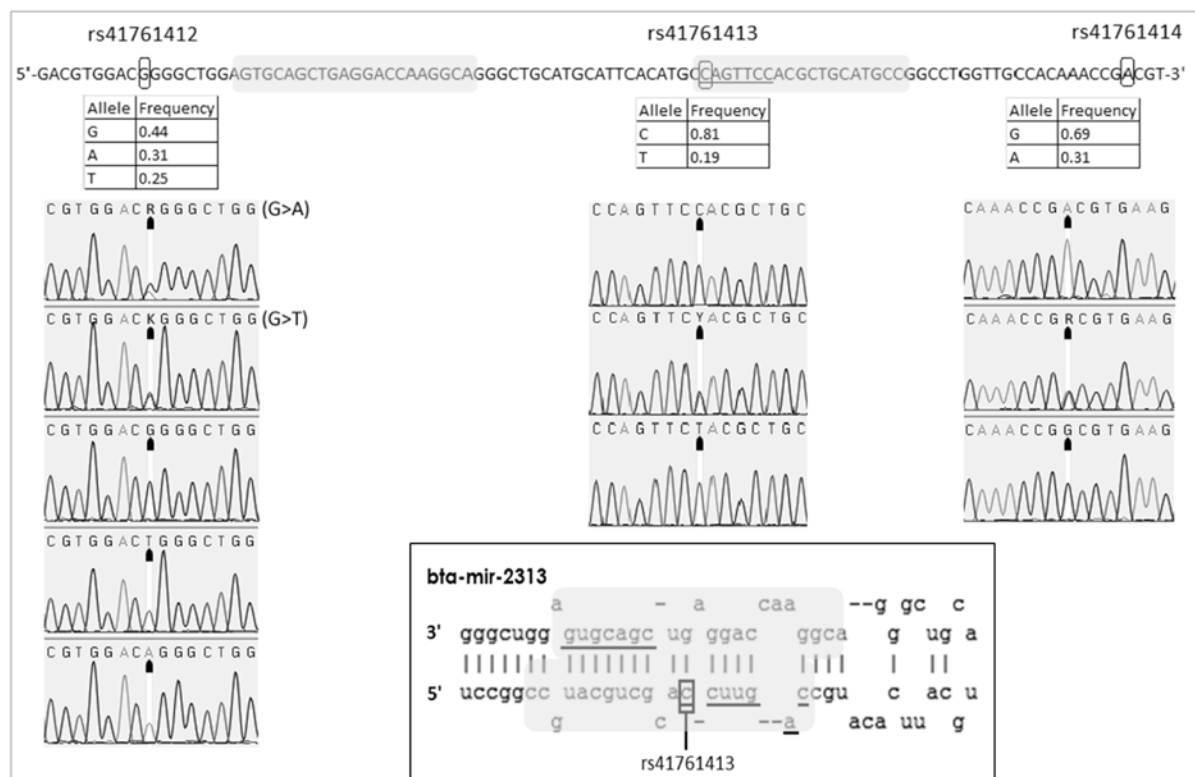 rs41761412 rs41761413 rs41761414
5'-GACGTGGACGGGGCTGGAGTGCAGCTGAGGACCAAGGCAGGGCTGCATGCATTCACATGCCAGTTCCACGCTGCATGCCGGCCTGGTTGCCACAAACCGACGT-3'
Allele Frequency
G 0.44
A 0.31
T 0.25
Allele Frequency
C 0.81
T 0.19
Allele Frequency
G 0.69
A 0.31
CGTGGACRGGGCTGG (G>A)
CGTGGACKGGGCTGG (G>T)
CGTGGACGGGGCTGG
CGTGGACTGGGCTGG
CGTGGACAGGGCTGG
CCAGTTCCACGCTGC
CCAGTTCYACGCTGC
CCAGTTCTACGCTGC
CAAACCGACGTGAAG
CAAACCGRCGTGAAG
CAAACCGGCGTGAAG
bta-mir-2313
a - a caa --g gc c
3' gggcugg gugcagc ug ggac ggca g ug a
||||||| ||||||| || |||| |||| | ||
5' uccggcc uacgucg ac cuug ccgu c ac u
g c - --a aca uu g
rs41761413